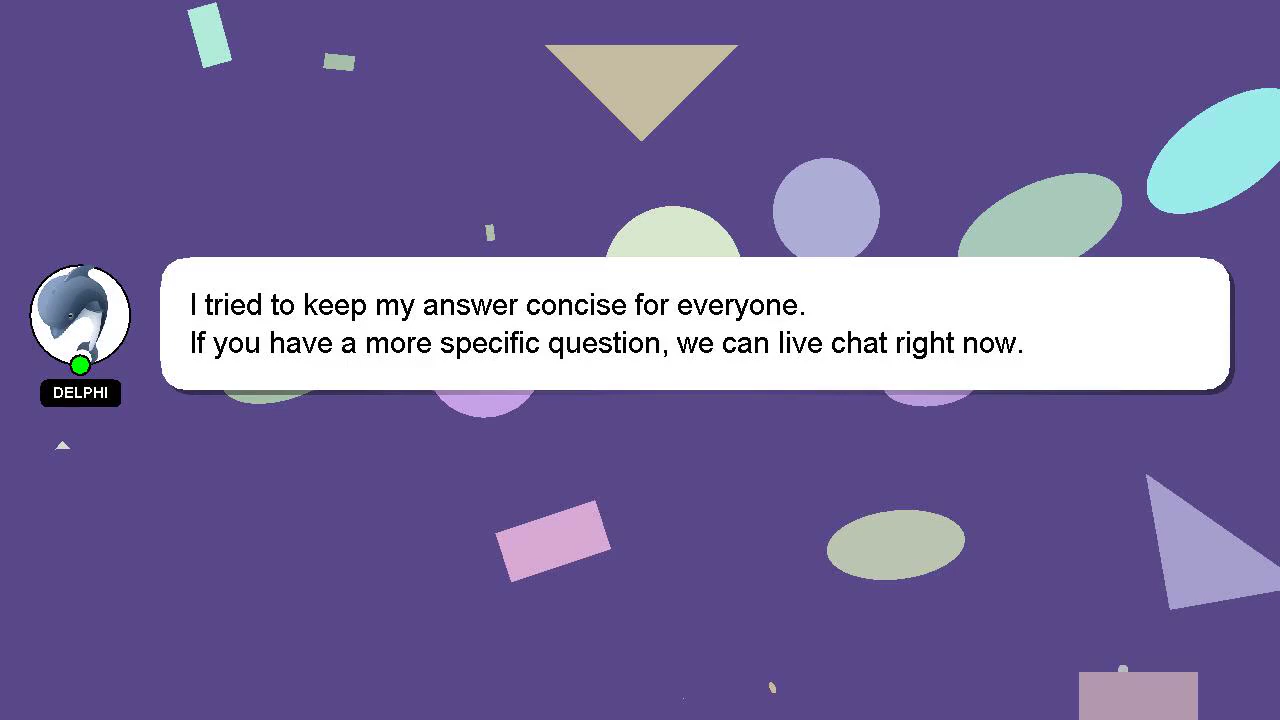 I tried to keep my answer concise for everyone.
If you have a more specific question, we can live chat right now.
DELPHI